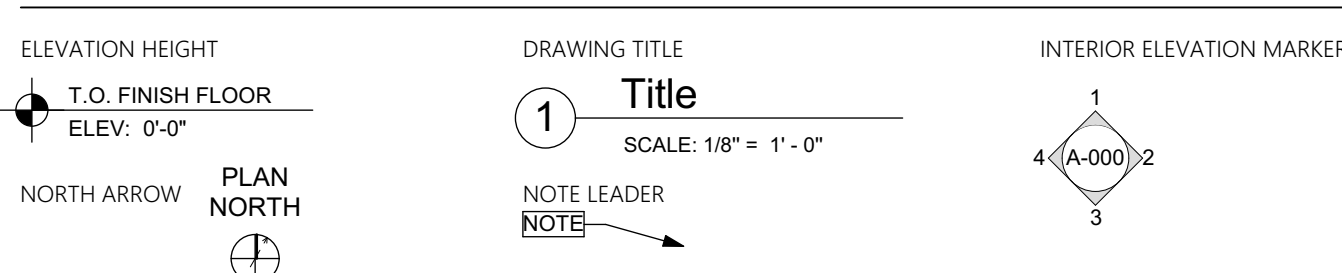 ELEVATION HEIGHT
T.O. FINISH FLOOR
ELEV: 0'-0"
NORTH ARROW
PLAN
NORTH
DRAWING TITLE
1
Title
SCALE: 1/8" = 1' - 0"
NOTE LEADER
NOTE
INTERIOR ELEVATION MARKER
1
4
A-000
2
3